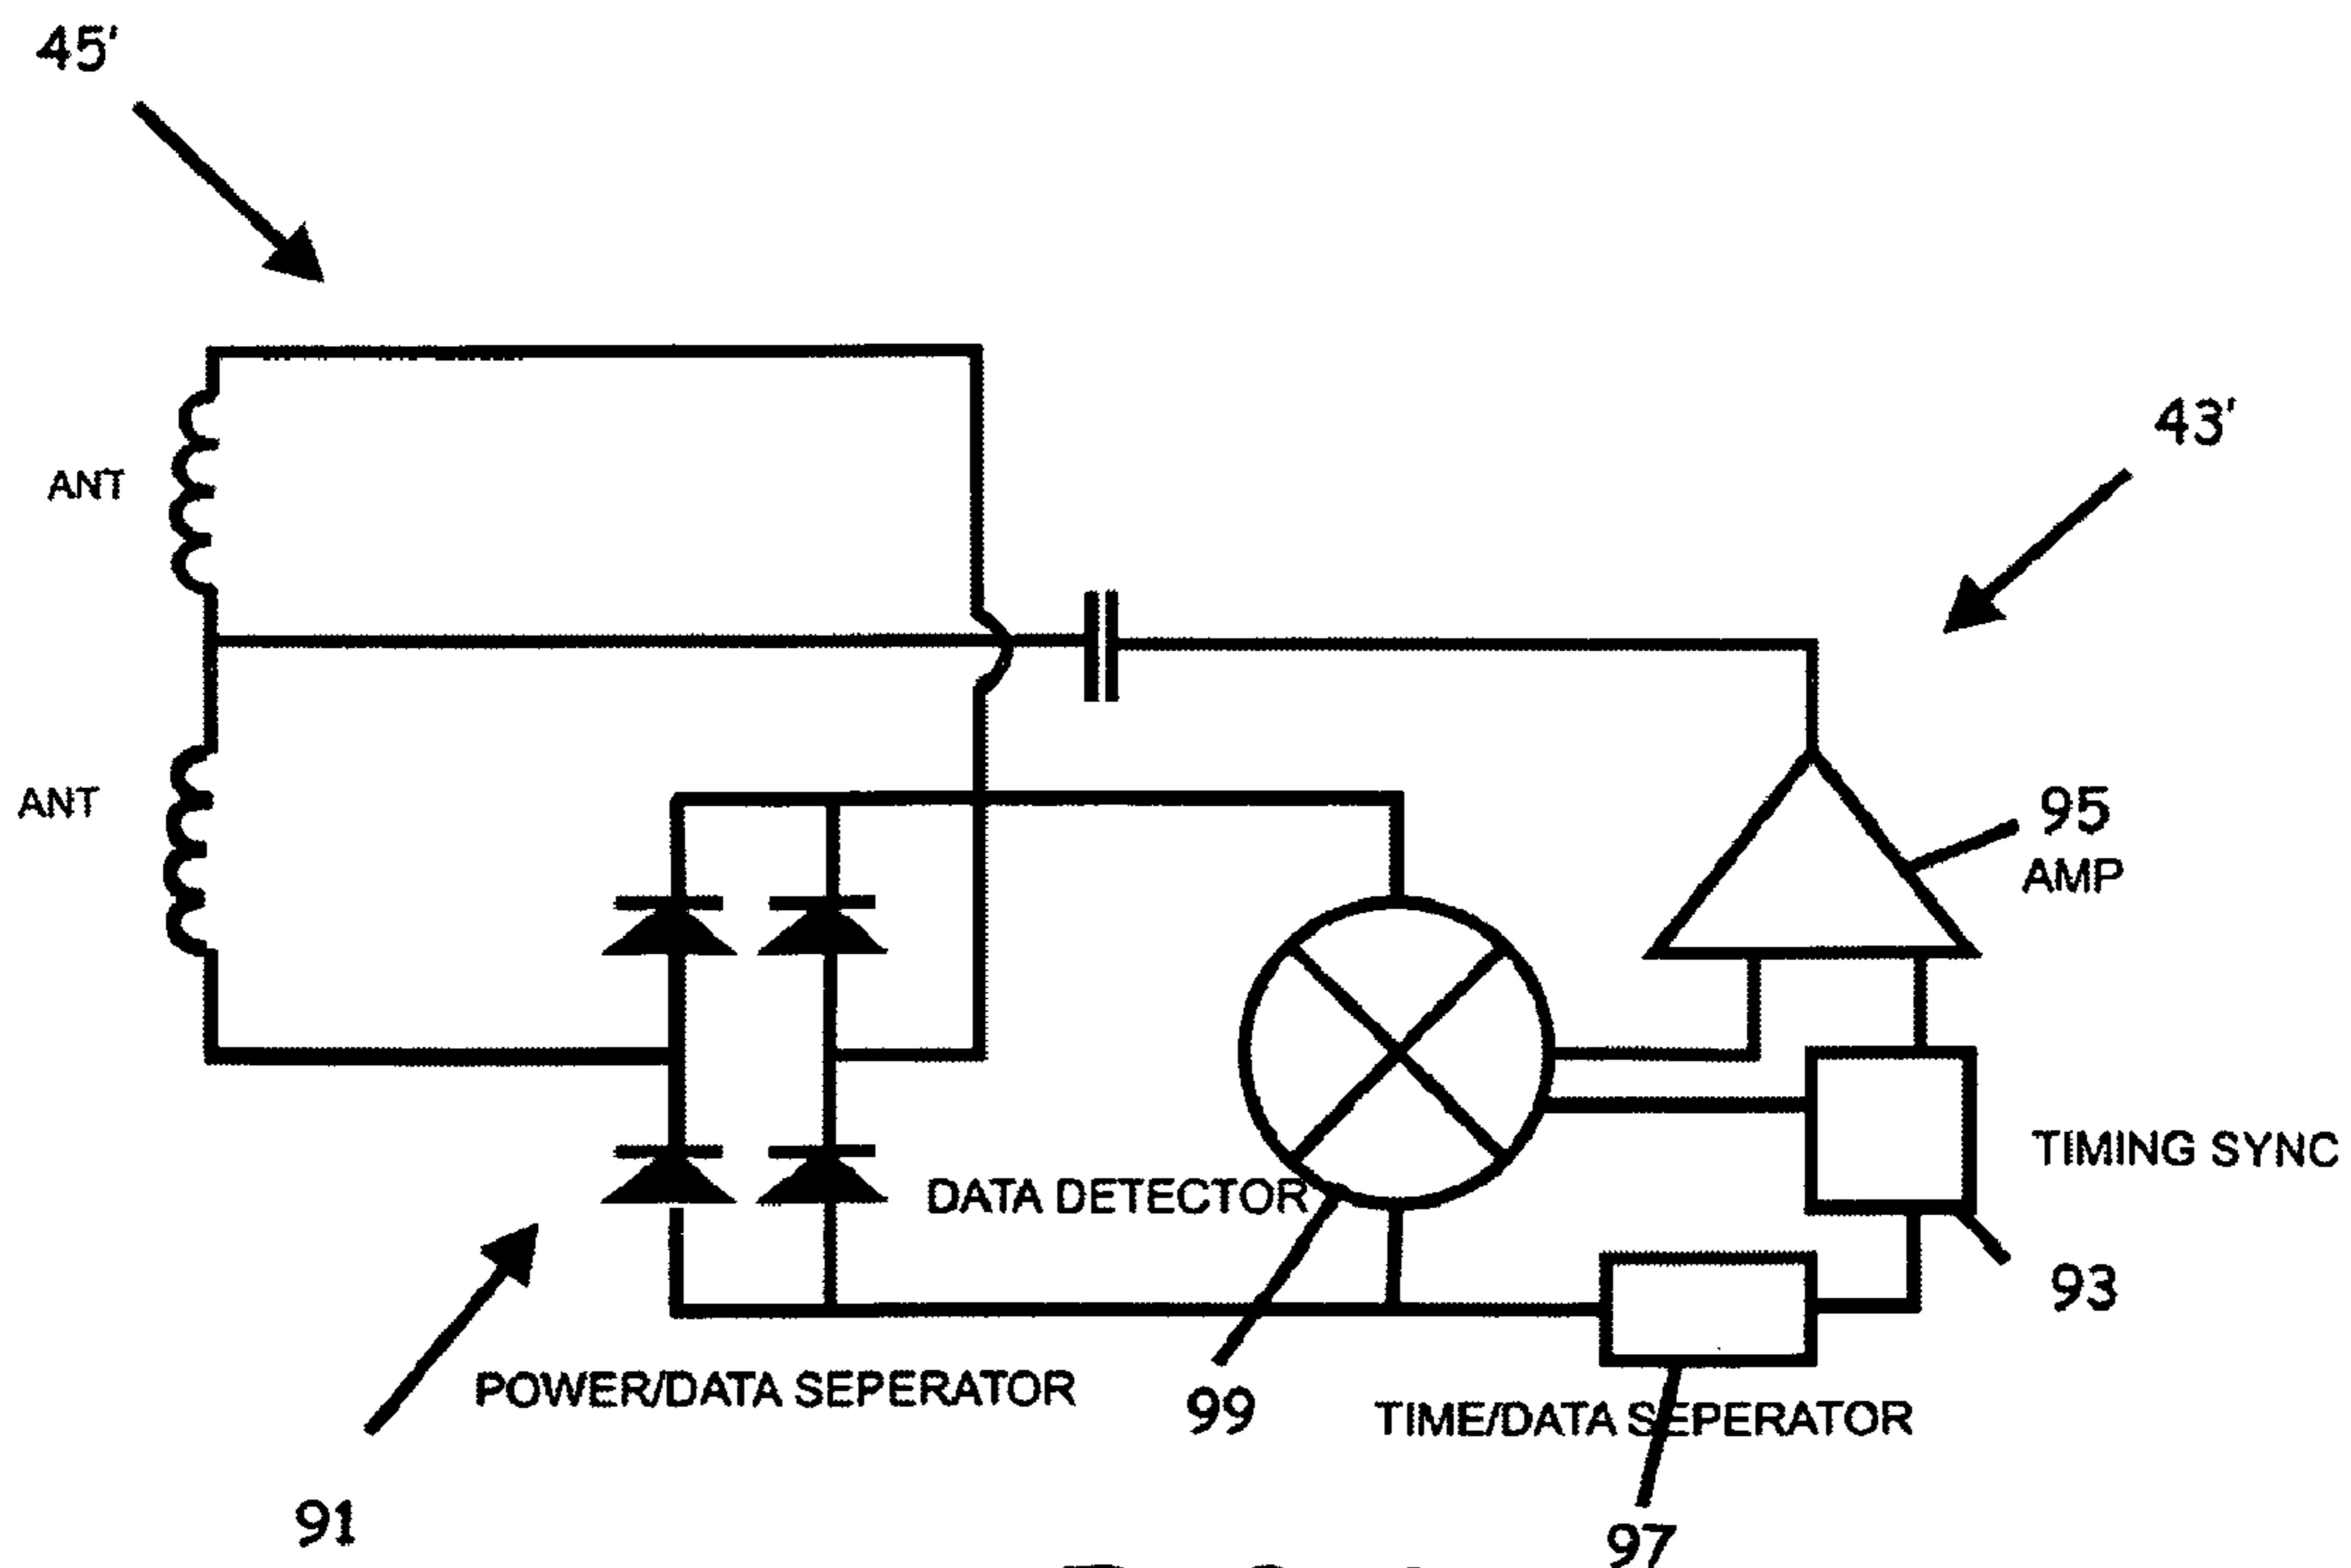 45'
43'
ANT
ANT
95
AMP
TIMING SYNC
DATA DETECTOR
93
POWER/DATA SEPERATOR
99
TIME/DATA SEPERATOR
91
97